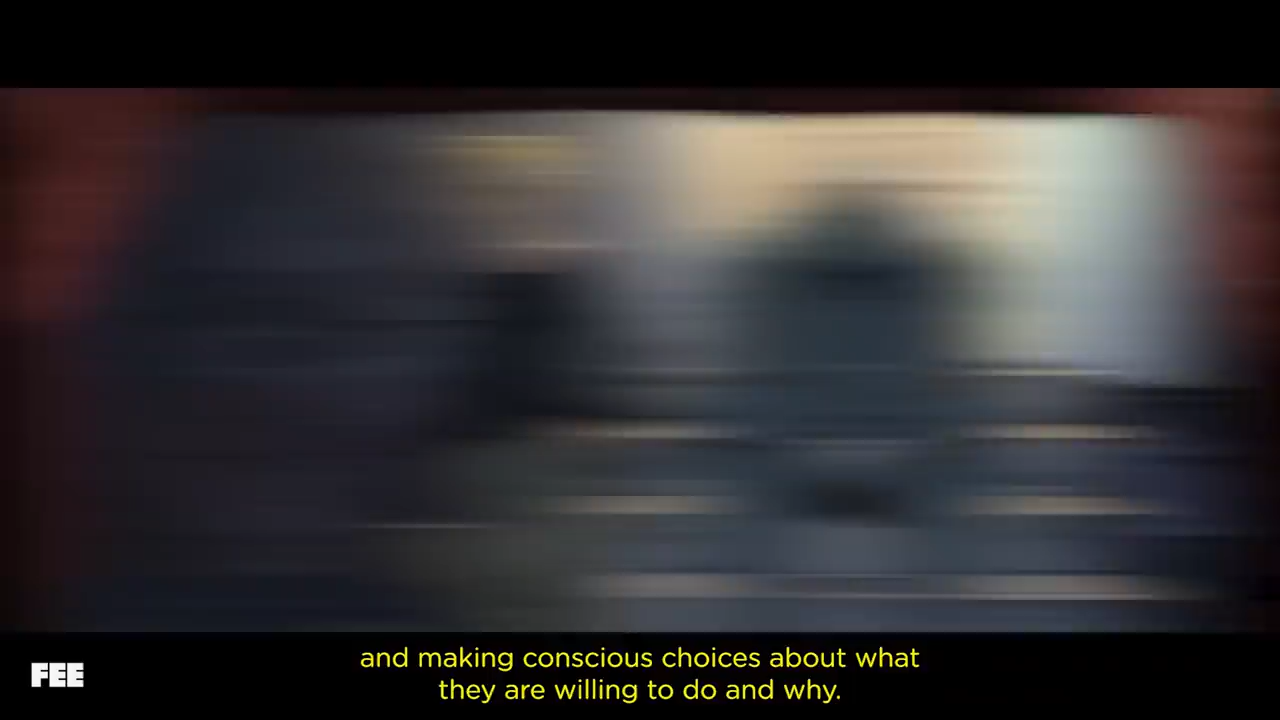 and making conscious choices about what
they are willing to do and why.
FEE